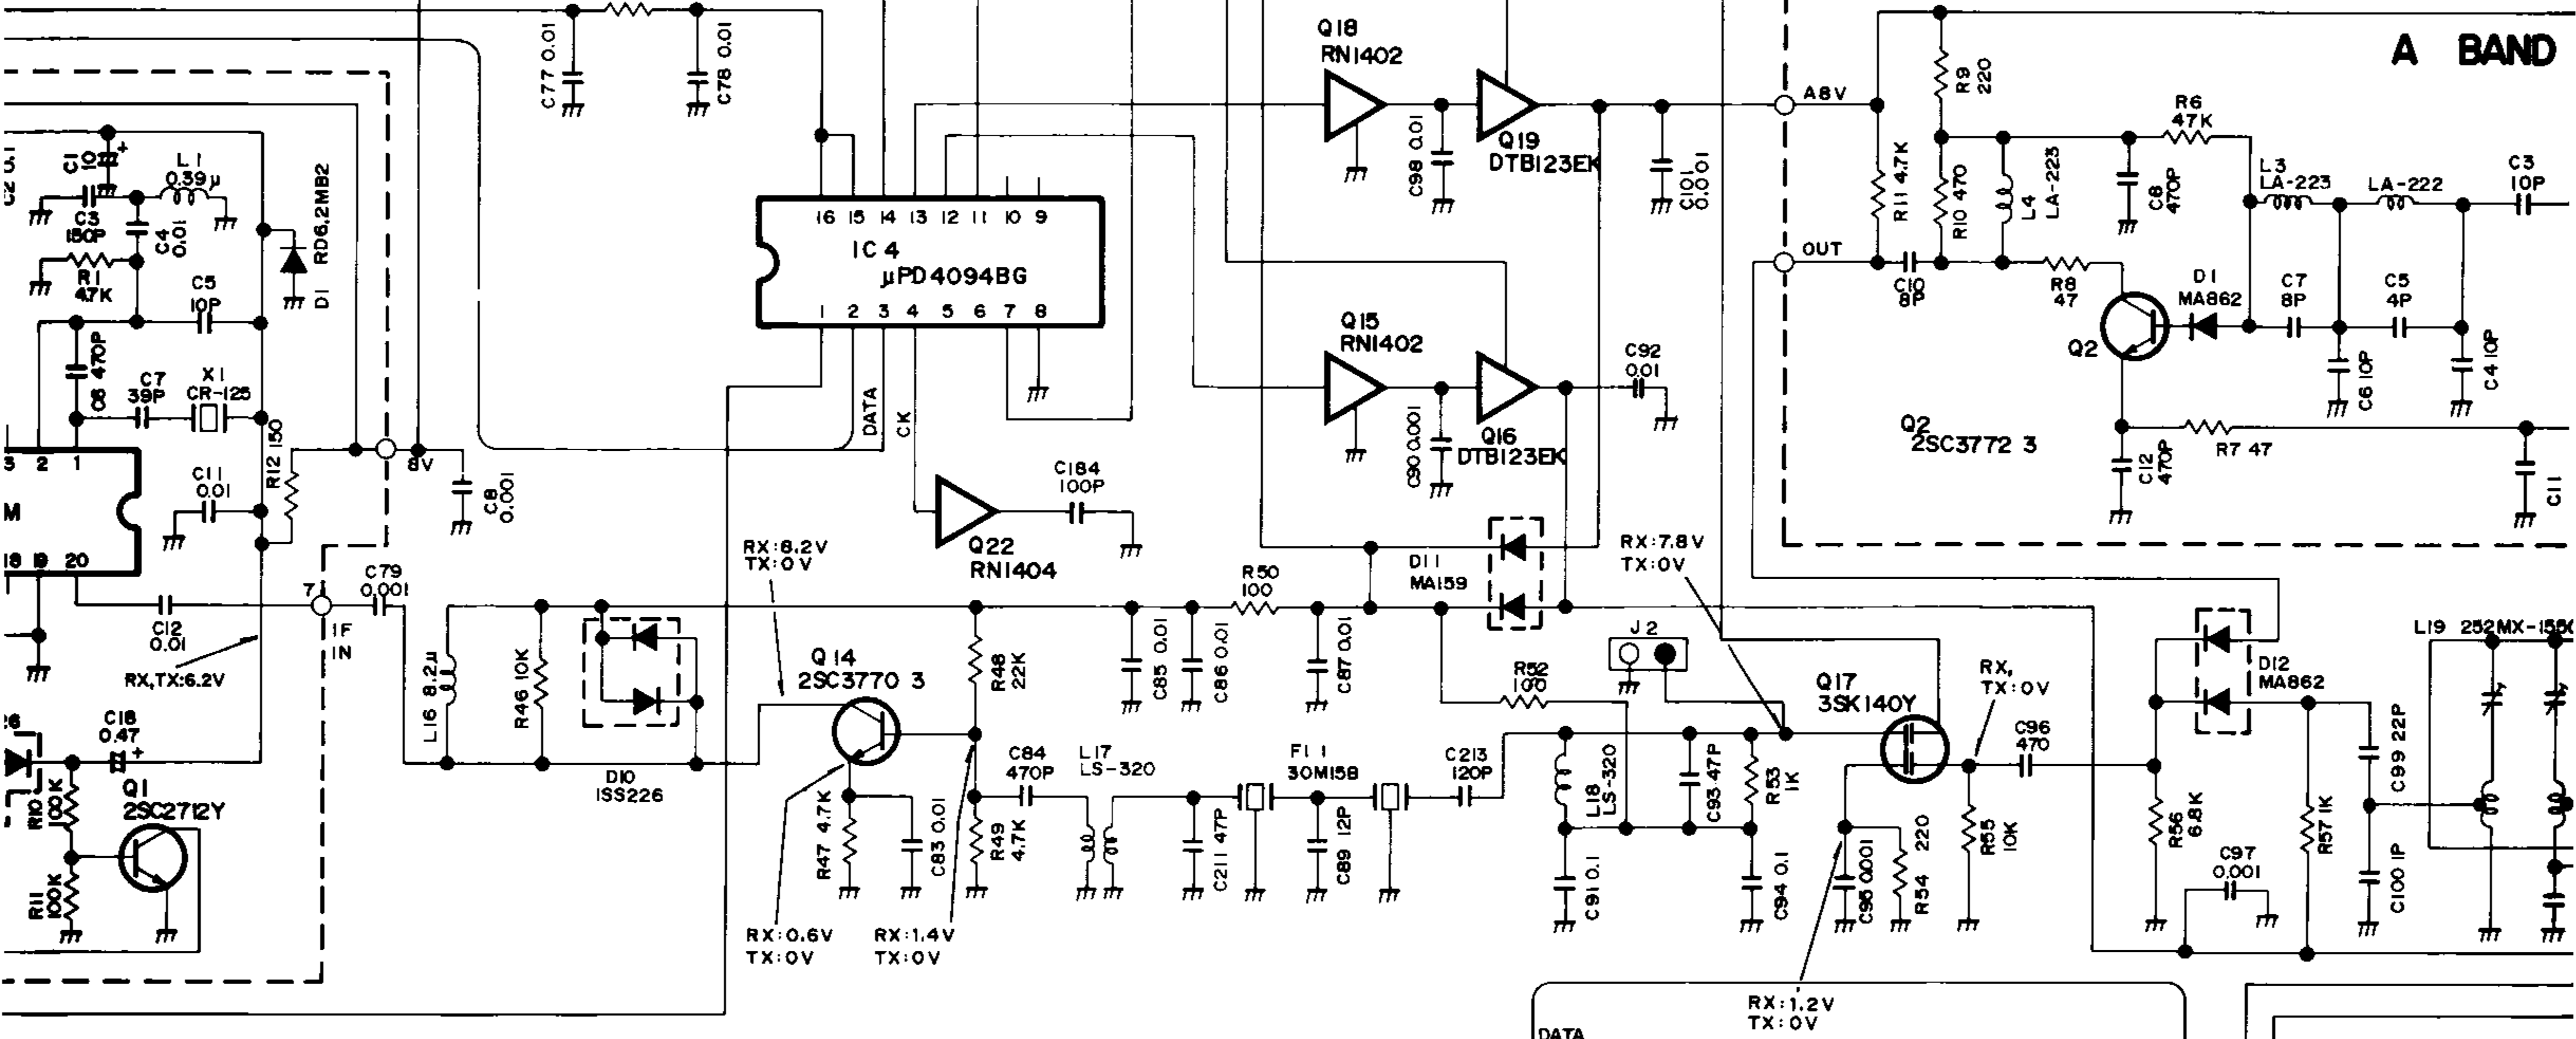 C77 0.01
C78 0.01
Q18
RN1402
Q19
DTB123EK
C98 0.01
C101
0.001
A8V
A BAND
R9
220
R6
47K
R11 4.7K
R10 470
L4
LA-223
C8
470P
L3
LA-223
LA-222
C3
10P
C2
C1
10
+
L1
0.39μ
C3
150P
C4
0.01
R1
4.7K
C5
10P
D1 RD6.2MB2
16 15 14 13 12 11 10 9
IC4
μPD4094BG
1 2 3 4 5 6 7 8
OUT
C10
8P
R8
47
D1
MA862
C7
8P
C5
4P
Q2
C6 10P
C4 10P
Q2
2SC3772 3
C12
470P
R7 47
C11
C6 470P
C7
39P
X1
CR-125
R12 150
8V
C8
0.001
C11
0.01
3 2 1
M
18 19 20
DATA
CK
Q15
RN1402
Q16
DTB123EK
C90 0.001
C92
0.01
C184
100P
Q22
RN1404
RX:8.2V
TX:0V
D11
MA159
RX:7.8V
TX:0V
7
IF
IN
C79
0.001
C12
0.01
RX,TX:6.2V
L16 8.2μ
R46 10K
D10
1SS226
Q14
2SC3770 3
R48
22K
C85 0.01
C86 0.01
R50
100
C87 0.01
R52
100
J2
Q17
3SK140Y
RX,
TX:0V
C96
470
D12
MA862
L19 252MX-1550
C99 22P
C18
0.47
+
Q1
2SC2712Y
R10
100K
R11
100K
R47 4.7K
C83 0.01
R49
4.7K
C84
470P
L17
LS-320
C211 47P
FL1
30M15B
C89 12P
C213
120P
L18
LS-320
C93 47P
R53
1K
C91 0.1
C94 0.1
C95 0.001
R54 220
R55
10K
R56
6.8K
C97
0.001
R57 1K
C100 1P
RX:0.6V
TX:0V
RX:1.4V
TX:0V
RX:1.2V
TX:0V
DATA